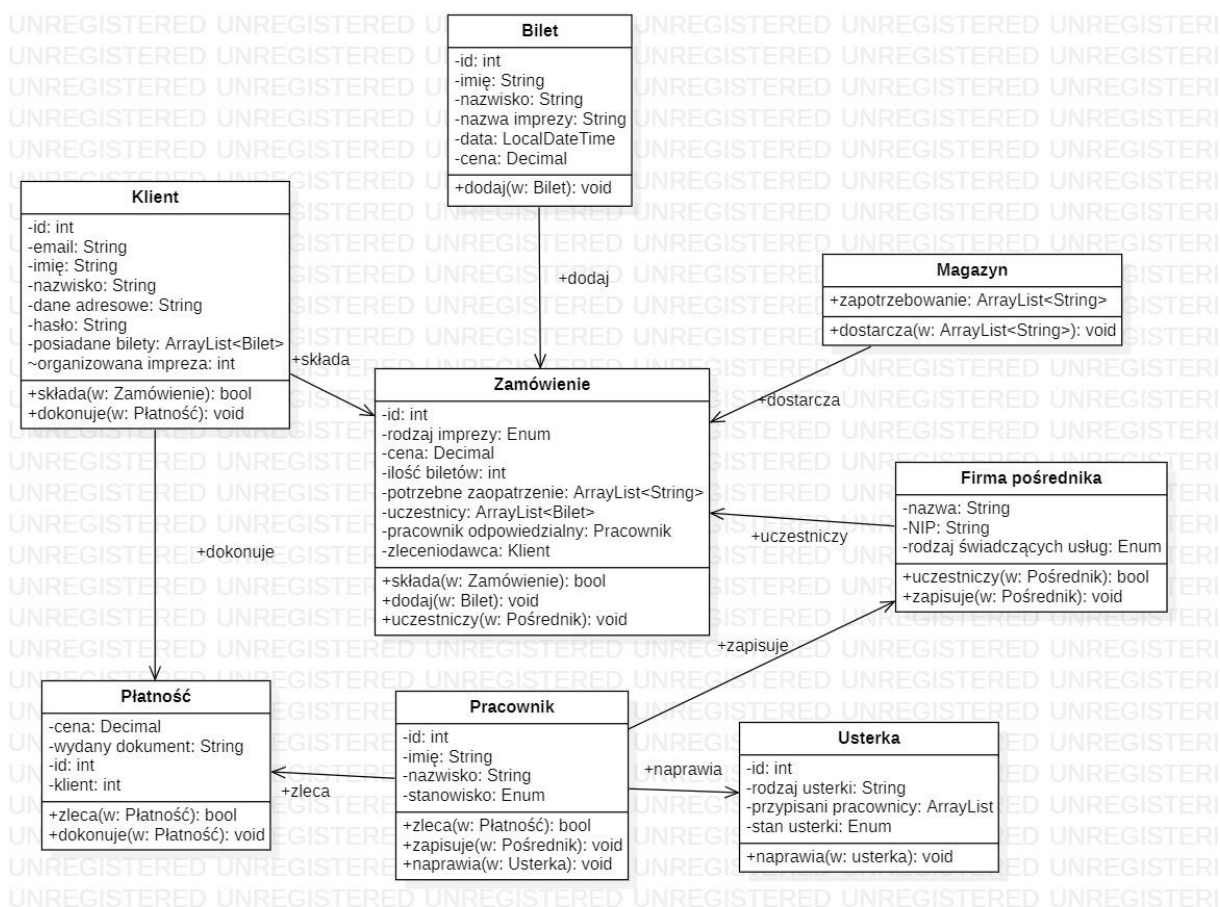 UNREGISTERED UNREGISTERED UNREGISTERED UNREGISTERED UNREGISTERED UNREGISTERI
Bilet
-id: int
-imię: String
-nazwisko: String
-nazwa imprezy: String
-data: LocalDateTime
-cena: Decimal
+dodaj(w: Bilet): void
Klient
-id: int
-email: String
-imię: String
-nazwisko: String
-dane adresowe: String
-hasło: String
-posiadane bilety: ArrayList<Bilet>
~organizowana impreza: int
+składa(w: Zamówienie): bool
+dokonuje(w: Płatność): void
+dodaj
Magazyn
+zapotrzebowanie: ArrayList<String>
+dostarcza(w: ArrayList<String>): void
+składa
+dostarcza
Zamówienie
-id: int
-rodzaj imprezy: Enum
-cena: Decimal
-ilość biletów: int
-potrzebne zaopatrzenie: ArrayList<String>
-uczestnicy: ArrayList<Bilet>
-pracownik odpowiedzialny: Pracownik
-zleceniodawca: Klient
+składa(w: Zamówienie): bool
+dodaj(w: Bilet): void
+uczestniczy(w: Pośrednik): void
Firma pośrednika
-nazwa: String
-NIP: String
-rodzaj świadczących usług: Enum
+uczestniczy(w: Pośrednik): bool
+zapisuje(w: Pośrednik): void
+uczestniczy
+dokonuje
+zapisuje
Płatność
-cena: Decimal
-wydany dokument: String
-id: int
-klient: int
+zleca(w: Płatność): bool
+dokonuje(w: Płatność): void
+zleca
Pracownik
-id: int
-imię: String
-nazwisko: String
-stanowisko: Enum
+zleca(w: Płatność): bool
+zapisuje(w: Pośrednik): void
+naprawia(w: Usterka): void
+naprawia
Usterka
-id: int
-rodzaj usterki: String
-przypisani pracownicy: ArrayList
-stan usterki: Enum
+naprawia(w: usterka): void